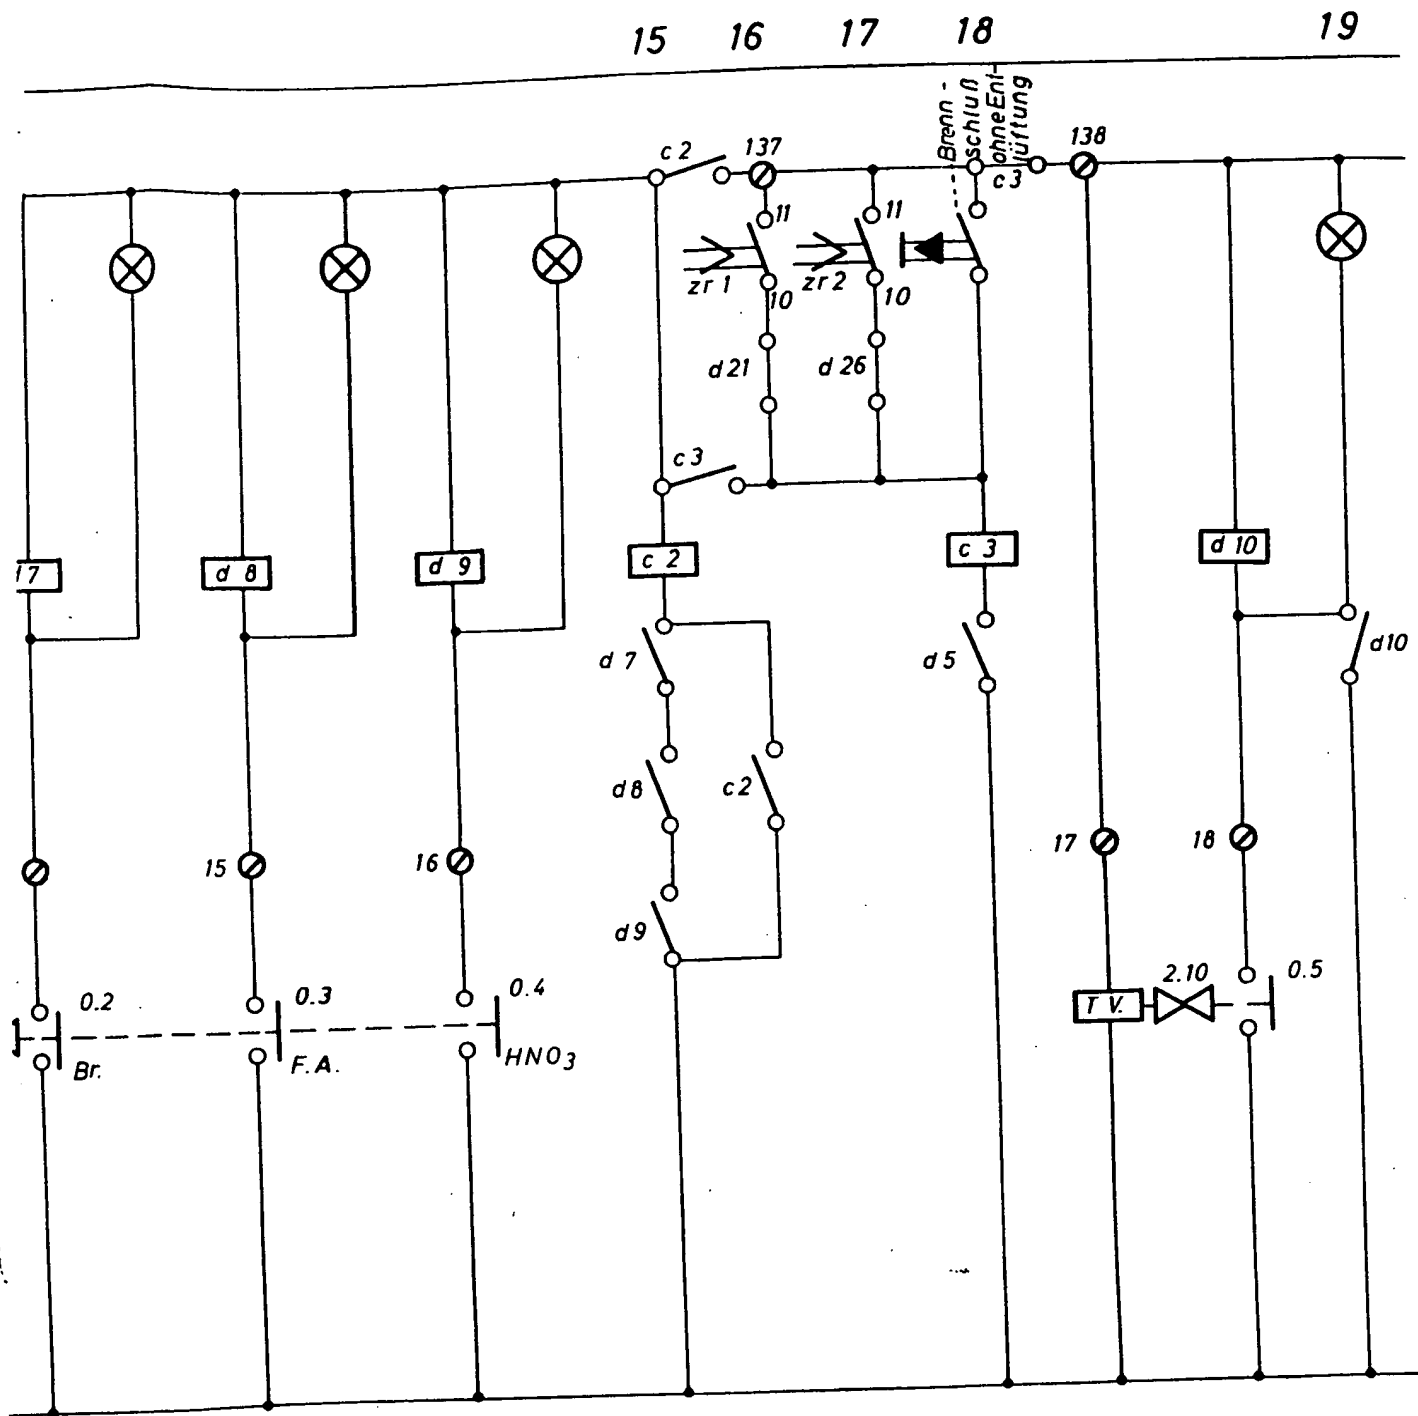 15 16 17 18 19
Brenn-
schluß
ohne Ent-
lüftung
c 2 137 c 3 138
11 11
zr 1 10 zr 2 10
d 21 d 26
c 3
17 d 8 d 9 c 2 c 3 d 10
d 7 d 5 d10
d8 c 2
15 16 17 18
d9
0.2 0.3 0.4 T V. 2.10 0.5
Br. F.A. HNO3